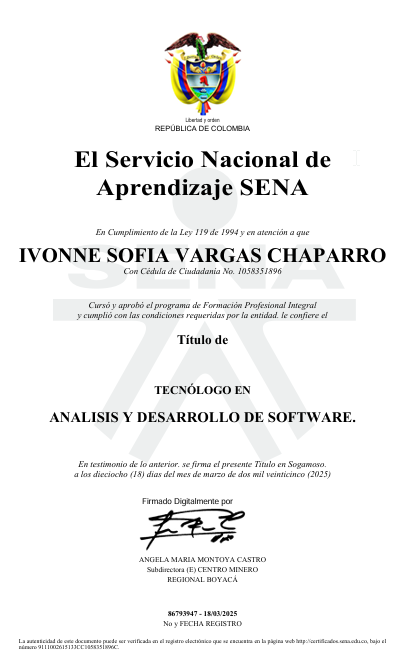 Libertad y orden
REPÚBLICA DE COLOMBIA
El Servicio Nacional de
Aprendizaje SENA
En Cumplimiento de la Ley 119 de 1994 y en atención a que
SENA
IVONNE SOFIA VARGAS CHAPARRO
Con Cédula de Ciudadania No. 1058351896
Cursó y aprobó el programa de Formación Profesional Integral
y cumplió con las condiciones requeridas por la entidad. le confiere el
Título de
TECNÓLOGO EN
ANALISIS Y DESARROLLO DE SOFTWARE.
En testimonio de lo anterior. se firma el presente Título en Sogamoso.
a los dieciocho (18) días del mes de marzo de dos mil veinticinco (2025)
Firmado Digitalmente por
ANGELA MARIA MONTOYA CASTRO
Subdirectora (E) CENTRO MINERO
REGIONAL BOYACÁ
86793947 - 18/03/2025
No y FECHA REGISTRO
La autenticidad de este documento puede ser verificada en el registro electrónico que se encuentra en la página web http://certificados.sena.edu.co, bajo el
número 9111002615133CC1058351896C.